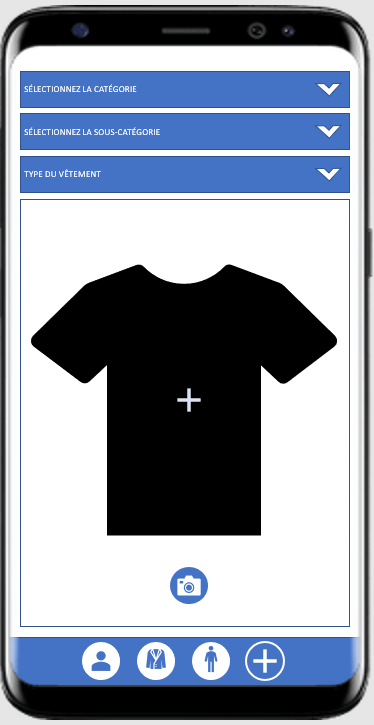 SÉLECTIONNEZ LA CATÉGORIE
SÉLECTIONNEZ LA SOUS-CATÉGORIE
TYPE DU VÊTEMENT